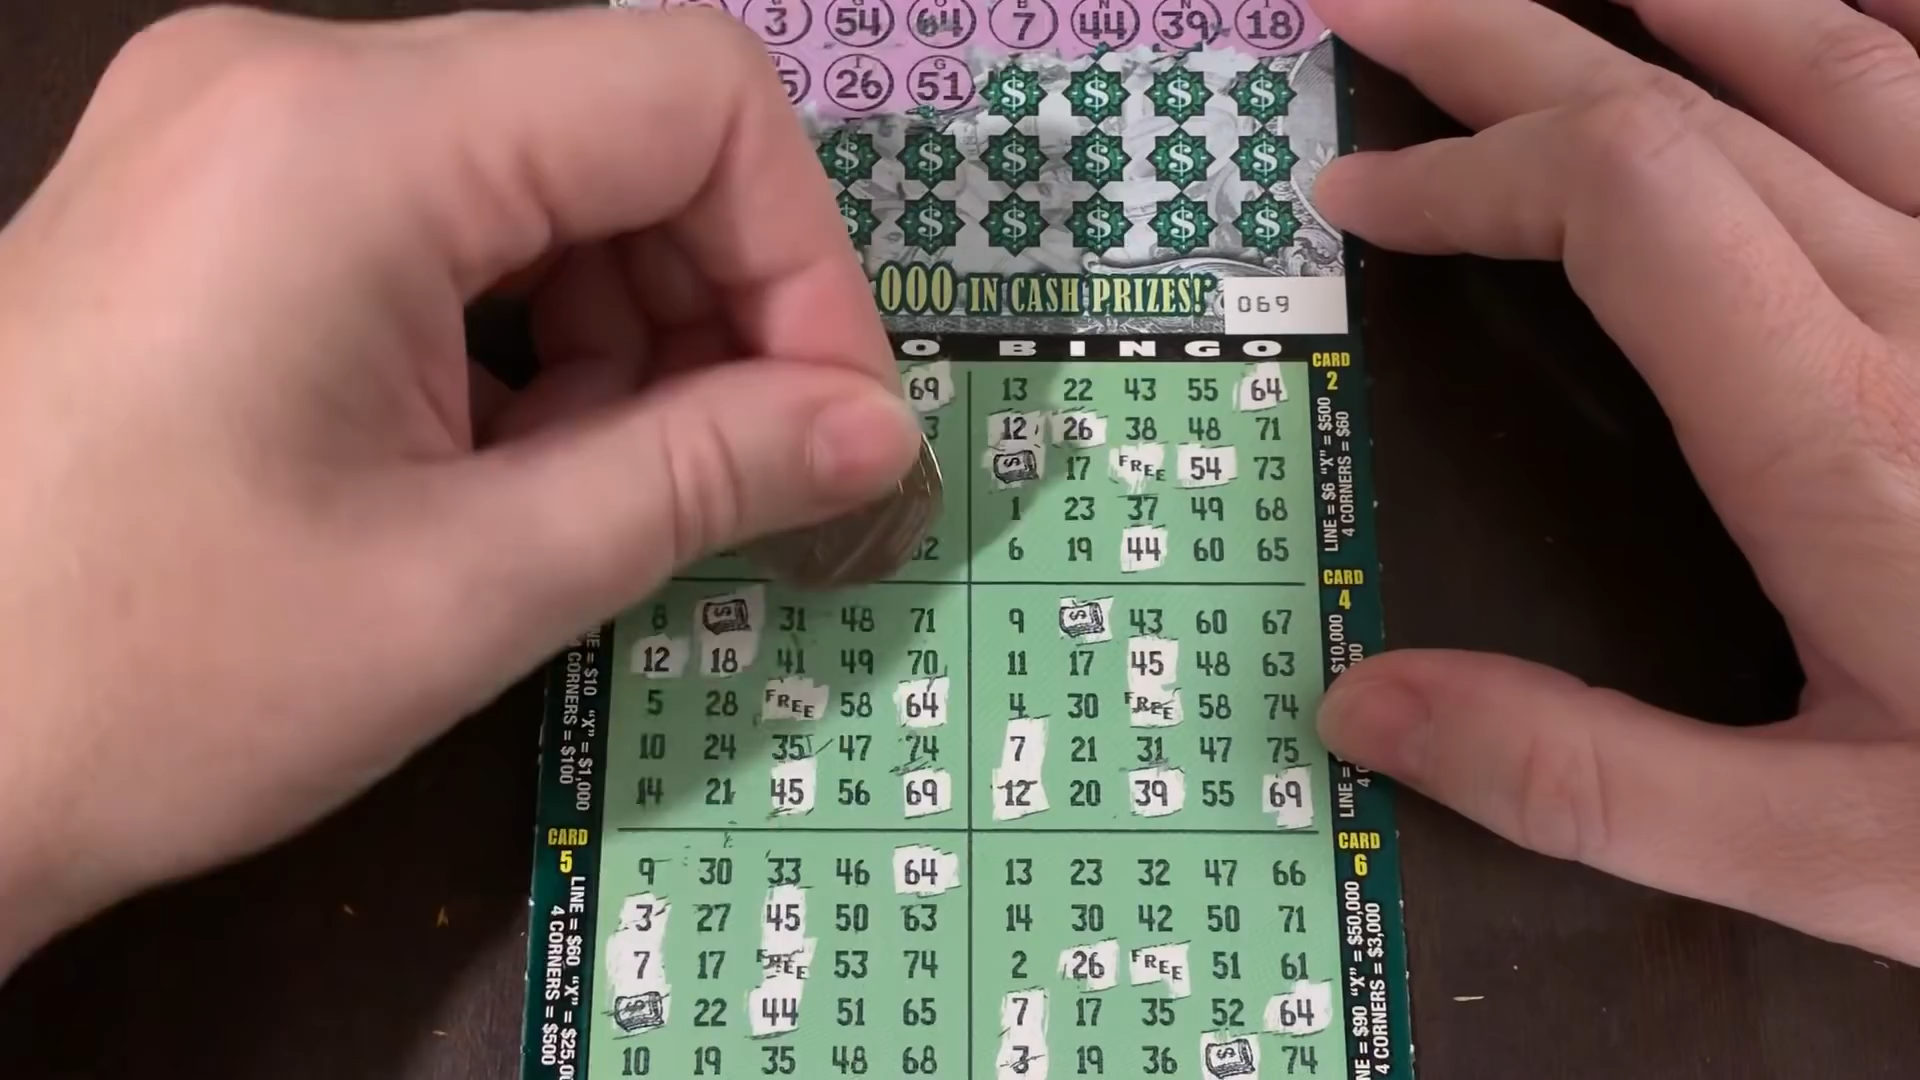 3 54 64 7 44 39 18
26 51
$ $ $ $
$ $ $ $ $ $
$ $ $ $ $ $
000 IN CASH PRIZES!
069
O B I N G O
CARD 2
69 13 22 43 55 64
12 26 38 48 71
$ 17 FREE 54 73
1 23 37 49 68
6 19 44 60 65
LINE = $6 "X" = $500
4 CORNERS = $60
CARD 4
8 $ 31 48 71 9 $ 43 60 67
12 18 41 49 70 11 17 45 48 63
5 28 FREE 58 64 4 30 FREE 58 74
10 24 35 47 74 7 21 31 47 75
14 21 45 56 69 12 20 39 55 69
= $10 "X" = $1,000
CORNERS = $100
LINE = $10,000
CARD 5
CARD 6
9 30 33 46 64 13 23 32 47 66
3 27 45 50 63 14 30 42 50 71
7 17 FREE 53 74 2 26 FREE 51 61
$ 22 44 51 65 7 17 35 52 64
10 19 35 48 68 3 19 36 $ 74
LINE = $60 "X" = $25,0
4 CORNERS = $500
= $90 "X" = $50,000
4 CORNERS = $3,000